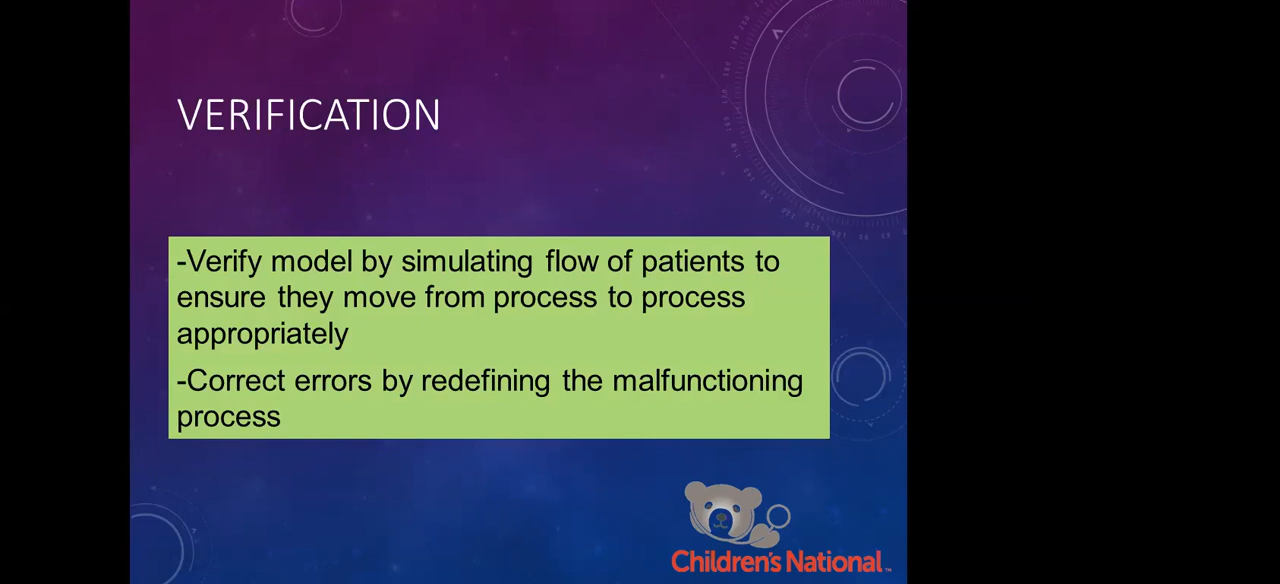 VERIFICATION
-Verify model by simulating flow of patients to
ensure they move from process to process
appropriately
-Correct errors by redefining the malfunctioning
process
Children's National™